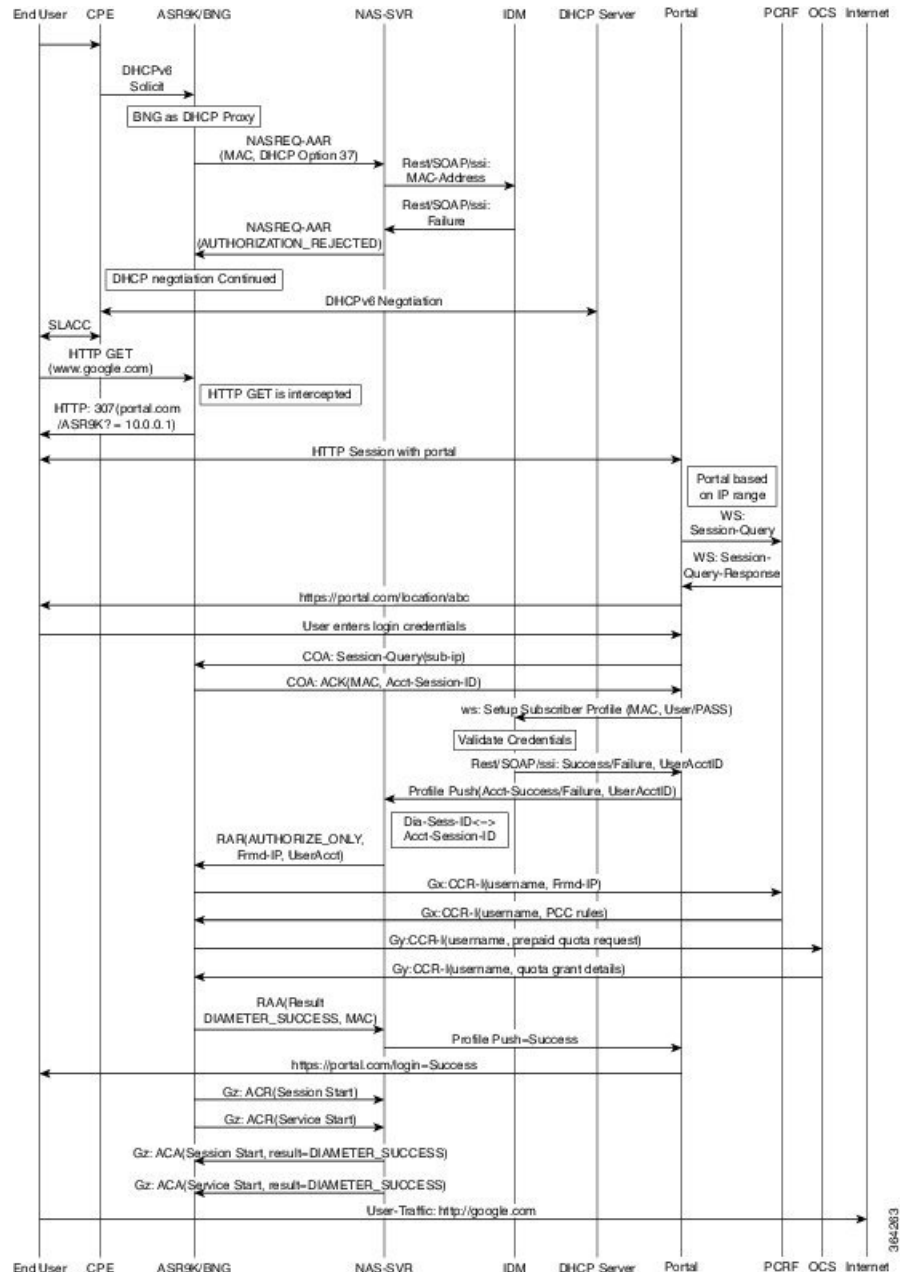 End User CPE ASR9K/BNG NAS-SVR IDM DHCP Server Portal PCRF OCS Internet
DHCPv6
Solicit
BNG as DHCP Proxy
NASREQ-AAR
(MAC, DHCP Option 37)
Rest/SOAP/ssi:
MAC-Address
Rest/SOAP/ssi:
Failure
NASREQ-AAR
(AUTHORIZATION_REJECTED)
DHCP negotiation Continued
DHCPv6 Negotiation
SLACC
HTTP GET
(www.google.com)
HTTP GET is intercepted
HTTP: 307(portal.com
/ASR9K? = 10.0.0.1)
HTTP Session with portal
Portal based
on IP range
WS:
Session-Query
WS: Session-
Query-Response
https://portal.com/location/abc
User enters login credentials
COA: Session-Query(sub-ip)
COA: ACK(MAC, Acct-Session-ID)
ws: Setup Subscriber Profile (MAC, User/PASS)
Validate Credentials
Rest/SOAP/ssi: Success/Failure, UserAcctID
Profile Push(Acct-Success/Failure, UserAcctID)
Dia-Sess-ID<-->
Acct-Session-ID
RAR(AUTHORIZE_ONLY,
Frmd-IP, UserAcct)
Gx:CCR-I(username, Frmd-IP)
Gx:CCR-I(username, PCC rules)
Gy:CCR-I(username, prepaid quota request)
Gy:CCR-I(username, quota grant details)
RAA(Result
DIAMETER_SUCCESS, MAC)
Profile Push=Success
https://portal.com/login=Success
Gz: ACR(Session Start)
Gz: ACR(Service Start)
Gz: ACA(Session Start, result=DIAMETER_SUCCESS)
Gz: ACA(Service Start, result=DIAMETER_SUCCESS)
User-Traffic: http://google.com
364263
End User CPE ASR9K/BNG NAS-SVR IDM DHCP Server Portal PCRF OCS Internet